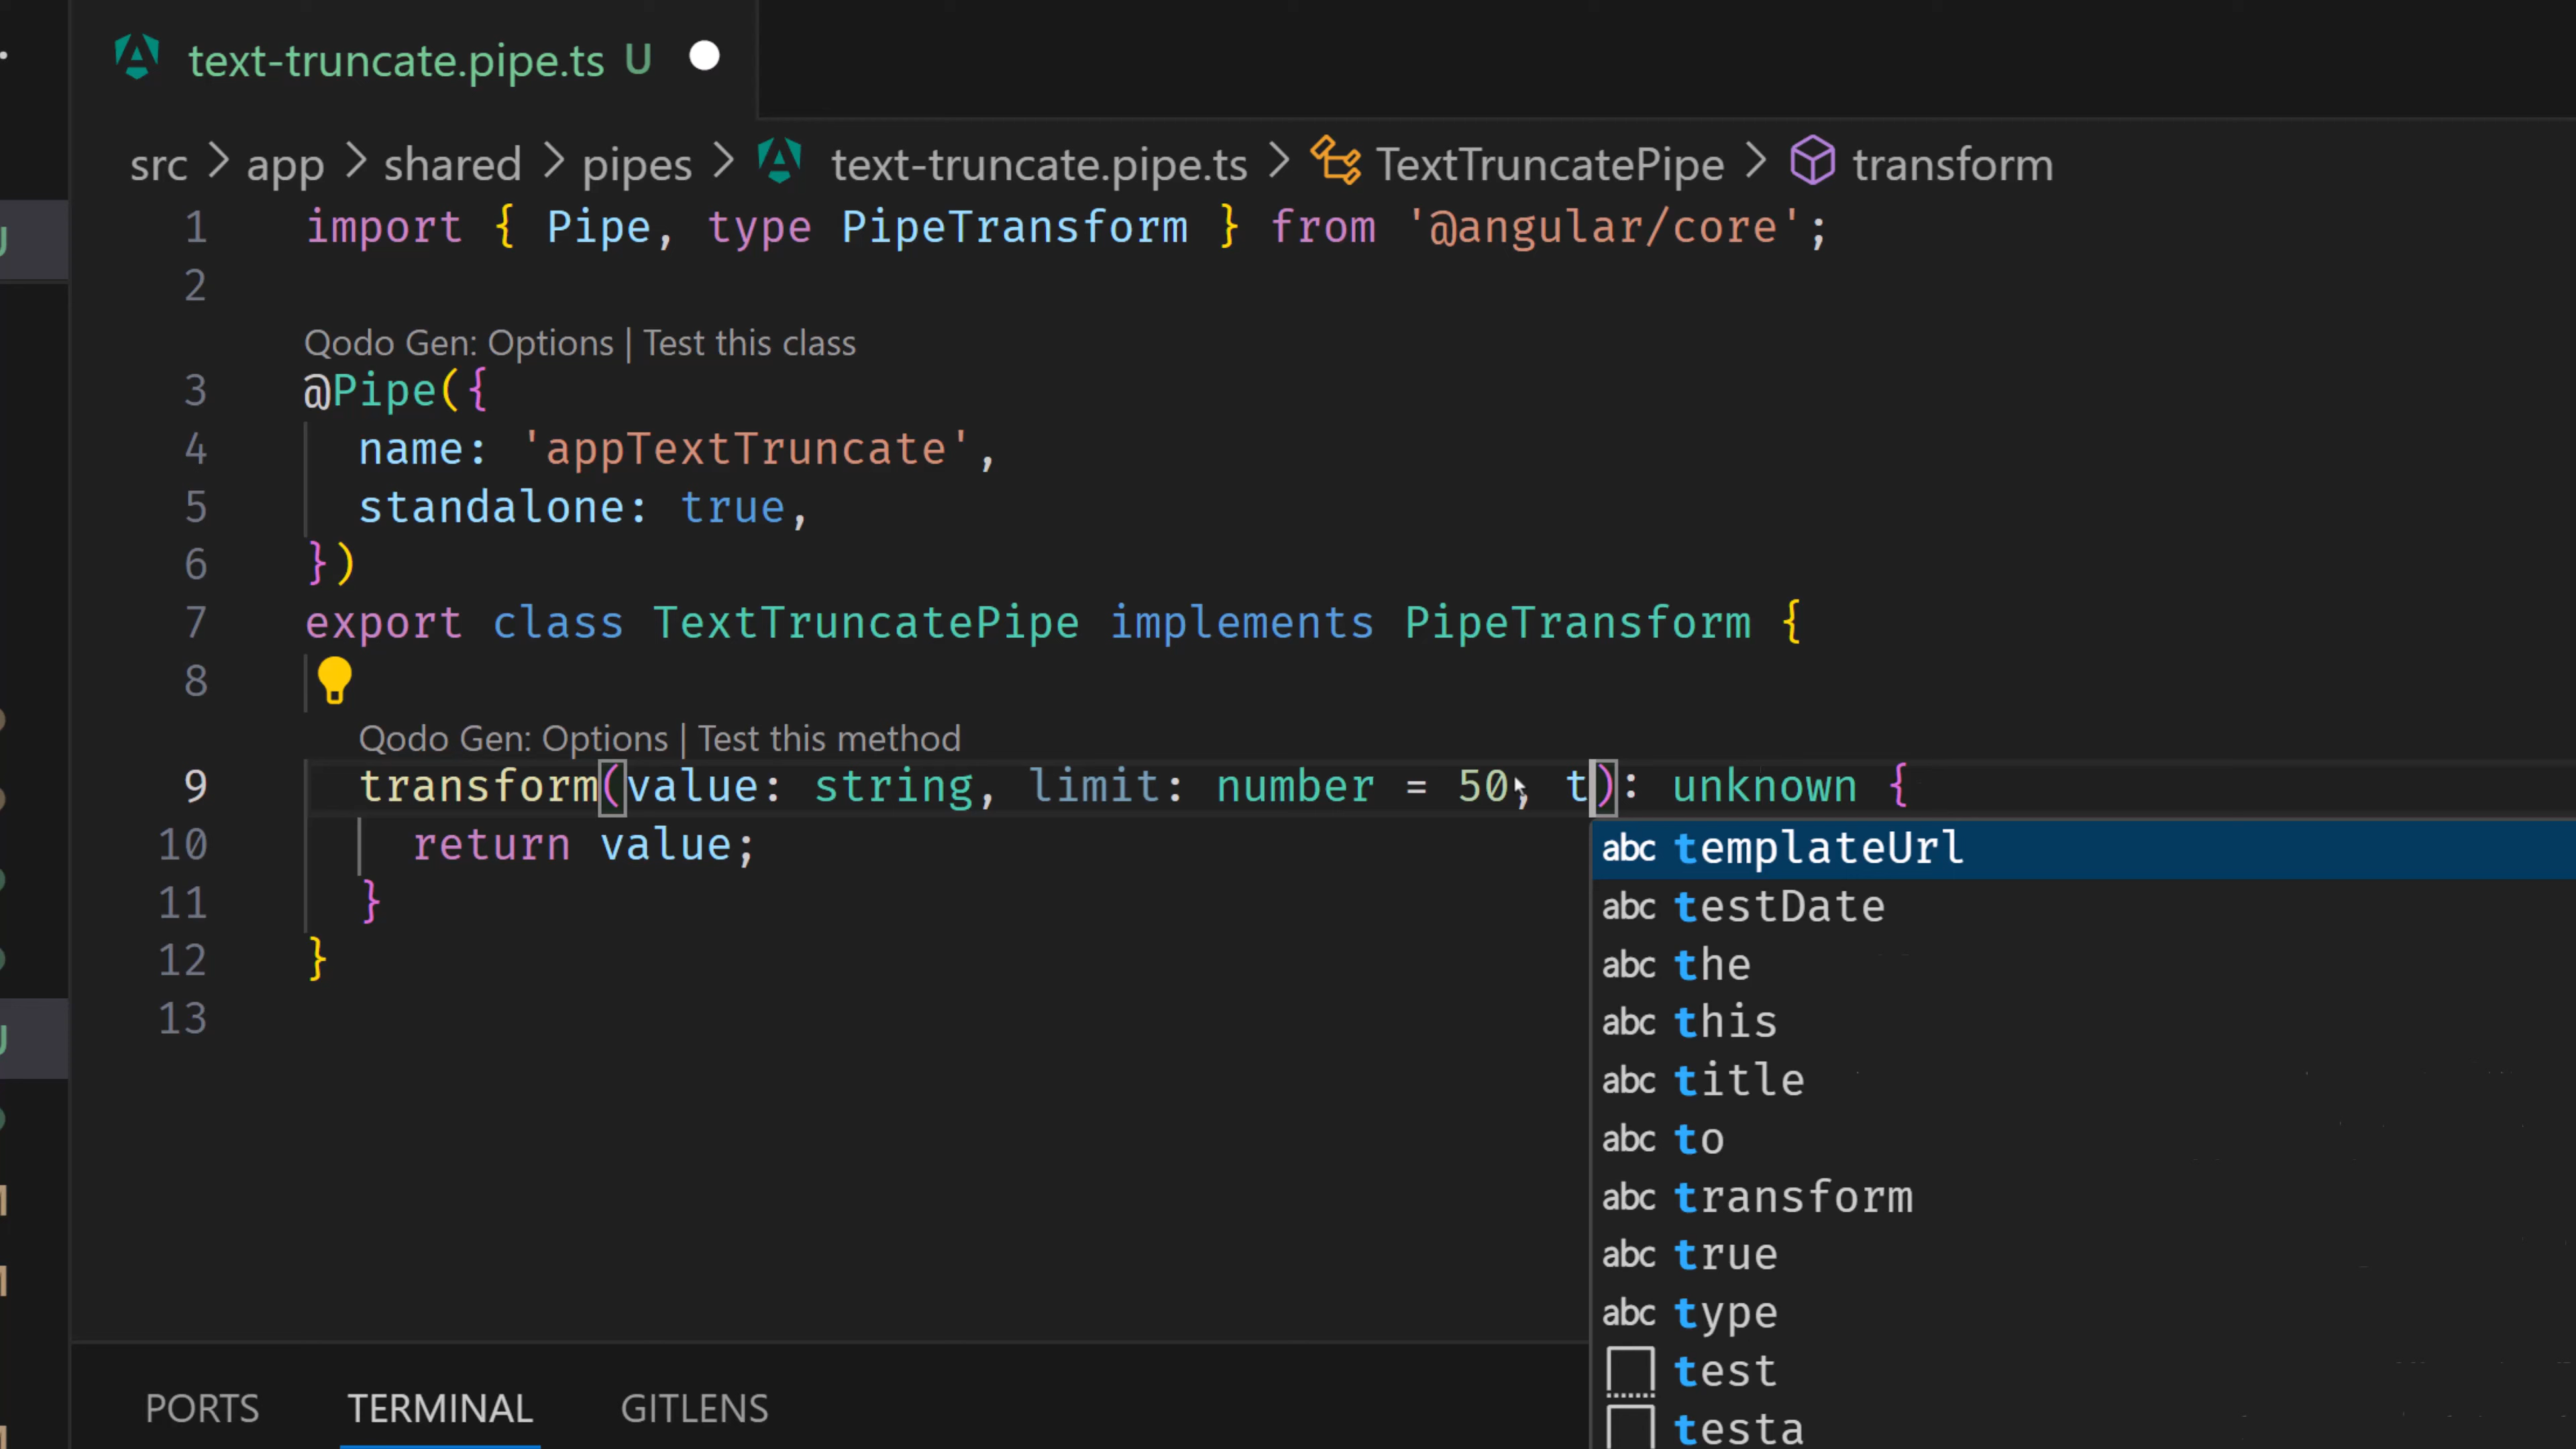 text-truncate.pipe.ts U
src > app > shared > pipes > text-truncate.pipe.ts > TextTruncatePipe > transform
1 import { Pipe, type PipeTransform } from '@angular/core';
2
Qodo Gen: Options | Test this class
3 @Pipe({
4 name: 'appTextTruncate',
5 standalone: true,
6 })
7 export class TextTruncatePipe implements PipeTransform {
8
Qodo Gen: Options | Test this method
9 transform(value: string, limit: number = 50, t): unknown {
10 return value;
11 }
12 }
13
abc templateUrl
abc testDate
abc the
abc this
abc title
abc to
abc transform
abc true
abc type
test
testa
PORTS TERMINAL GITLENS